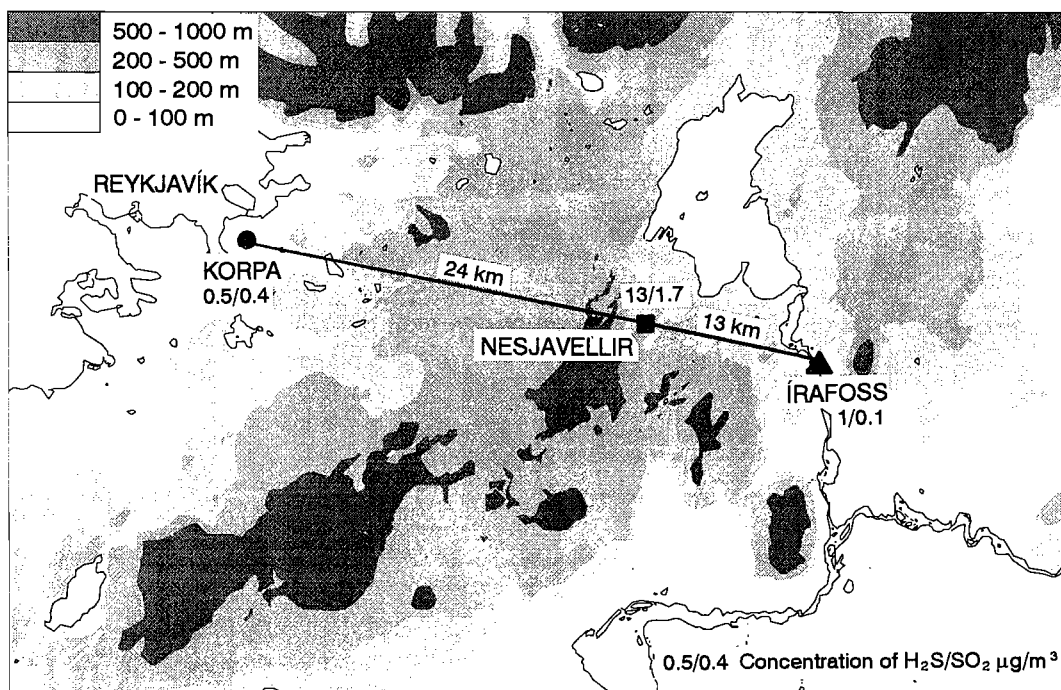 500 - 1000 m
200 - 500 m
100 - 200 m
0 - 100 m
REYKJAVÍK
KORPA
0.5/0.4
24 km
13/1.7
13 km
NESJAVELLIR
ÍRAFOSS
1/0.1
0.5/0.4 Concentration of H₂S/SO₂ µg/m³